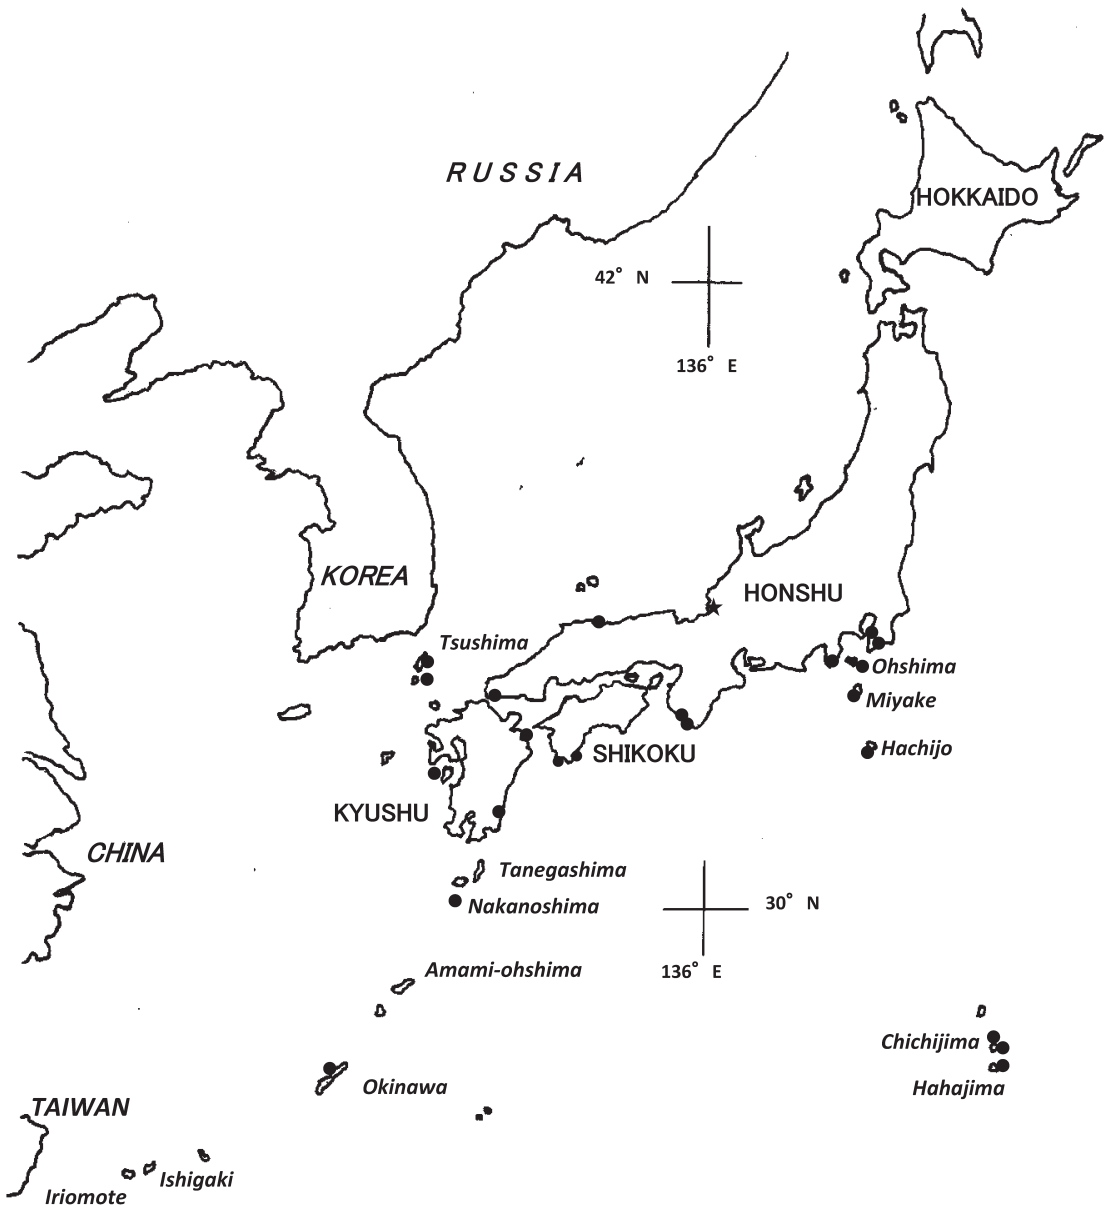 RUSSIA
HOKKAIDO
42° N
136° E
KOREA
HONSHU
Tsushima
Ohshima
Miyake
SHIKOKU
Hachijo
KYUSHU
CHINA
Tanegashima
Nakanoshima
30° N
136° E
Amami-ohshima
Chichijima
Okinawa
Hahajima
TAIWAN
Ishigaki
Iriomote